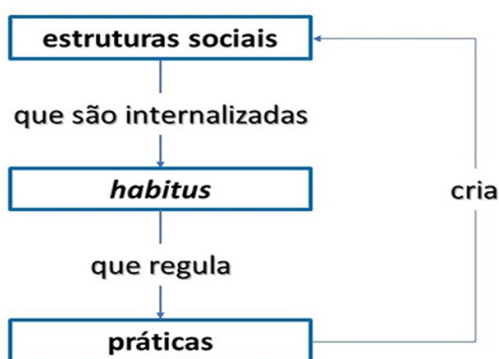 estruturas sociais
que são internalizadas
habitus
cria
que regula
práticas